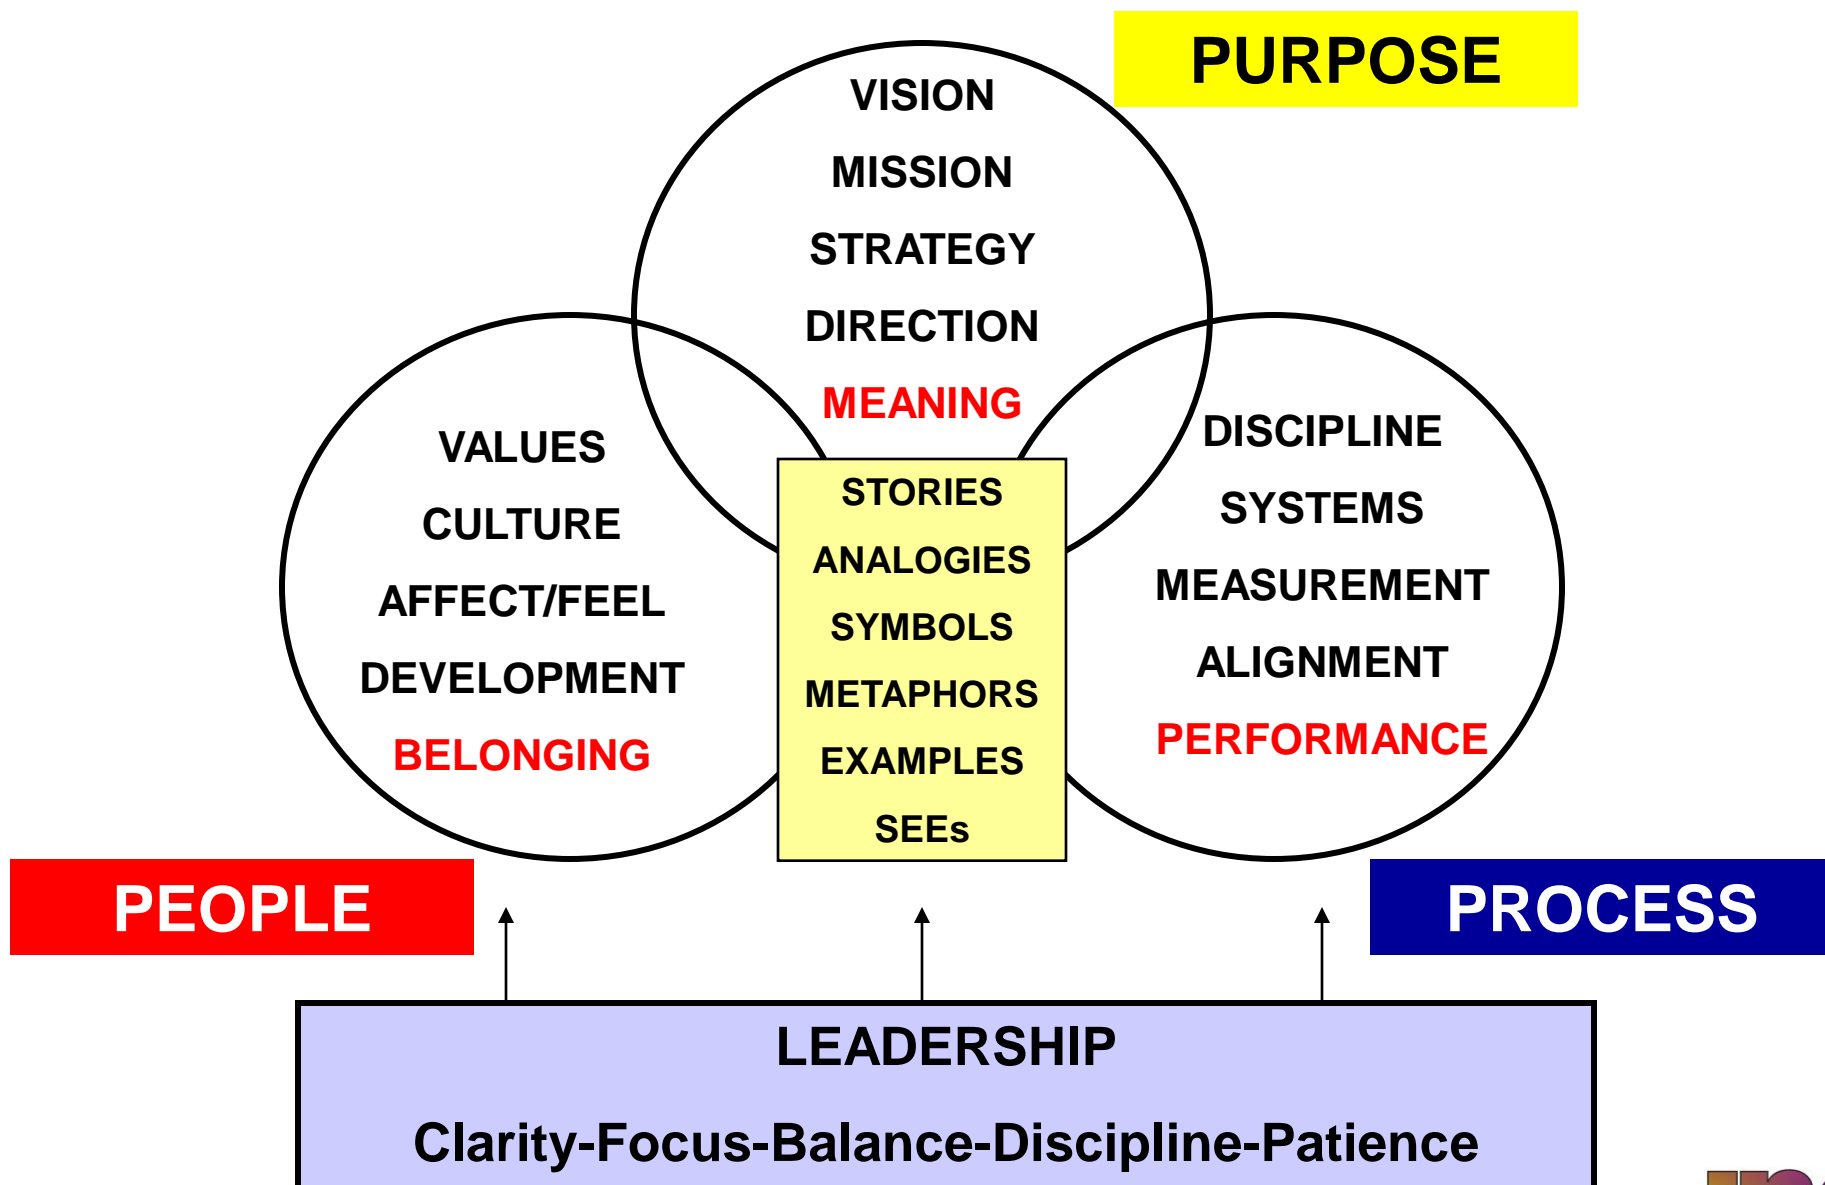 PURPOSE
VISION
MISSION
STRATEGY
DIRECTION
MEANING
VALUES
CULTURE
AFFECT/FEEL
DEVELOPMENT
BELONGING
STORIES
ANALOGIES
SYMBOLS
METAPHORS
EXAMPLES
SEEs
DISCIPLINE
SYSTEMS
MEASUREMENT
ALIGNMENT
PERFORMANCE
PEOPLE
PROCESS
LEADERSHIP
Clarity-Focus-Balance-Discipline-Patience